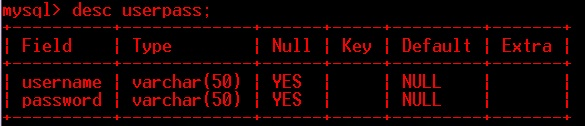 mysql> desc userpass;
+----------+-------------+------+-----+---------+-------+
| Field    | Type        | Null | Key | Default | Extra |
+----------+-------------+------+-----+---------+-------+
| username | varchar(50) | YES  |     | NULL    |       |
| password | varchar(50) | YES  |     | NULL    |       |
+----------+-------------+------+-----+---------+-------+